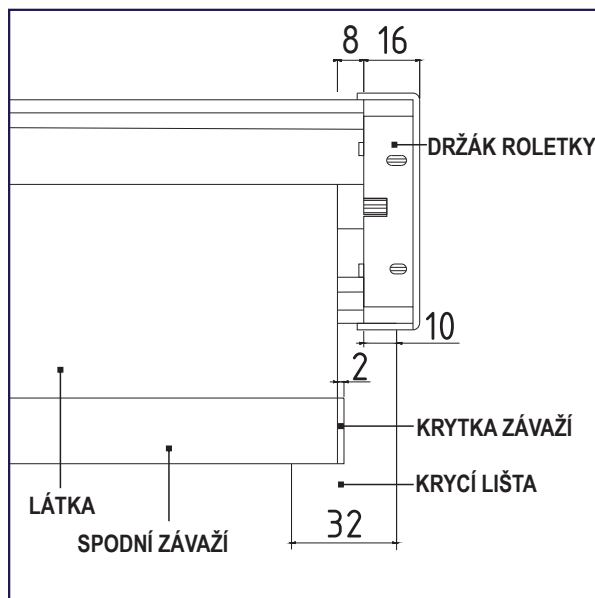 8 16
DRŽÁK ROLETKY
10
2
KRYTKA ZÁVAŽÍ
KRYCÍ LIŠTA
LÁTKA
32
SPODNÍ ZÁVAŽÍ